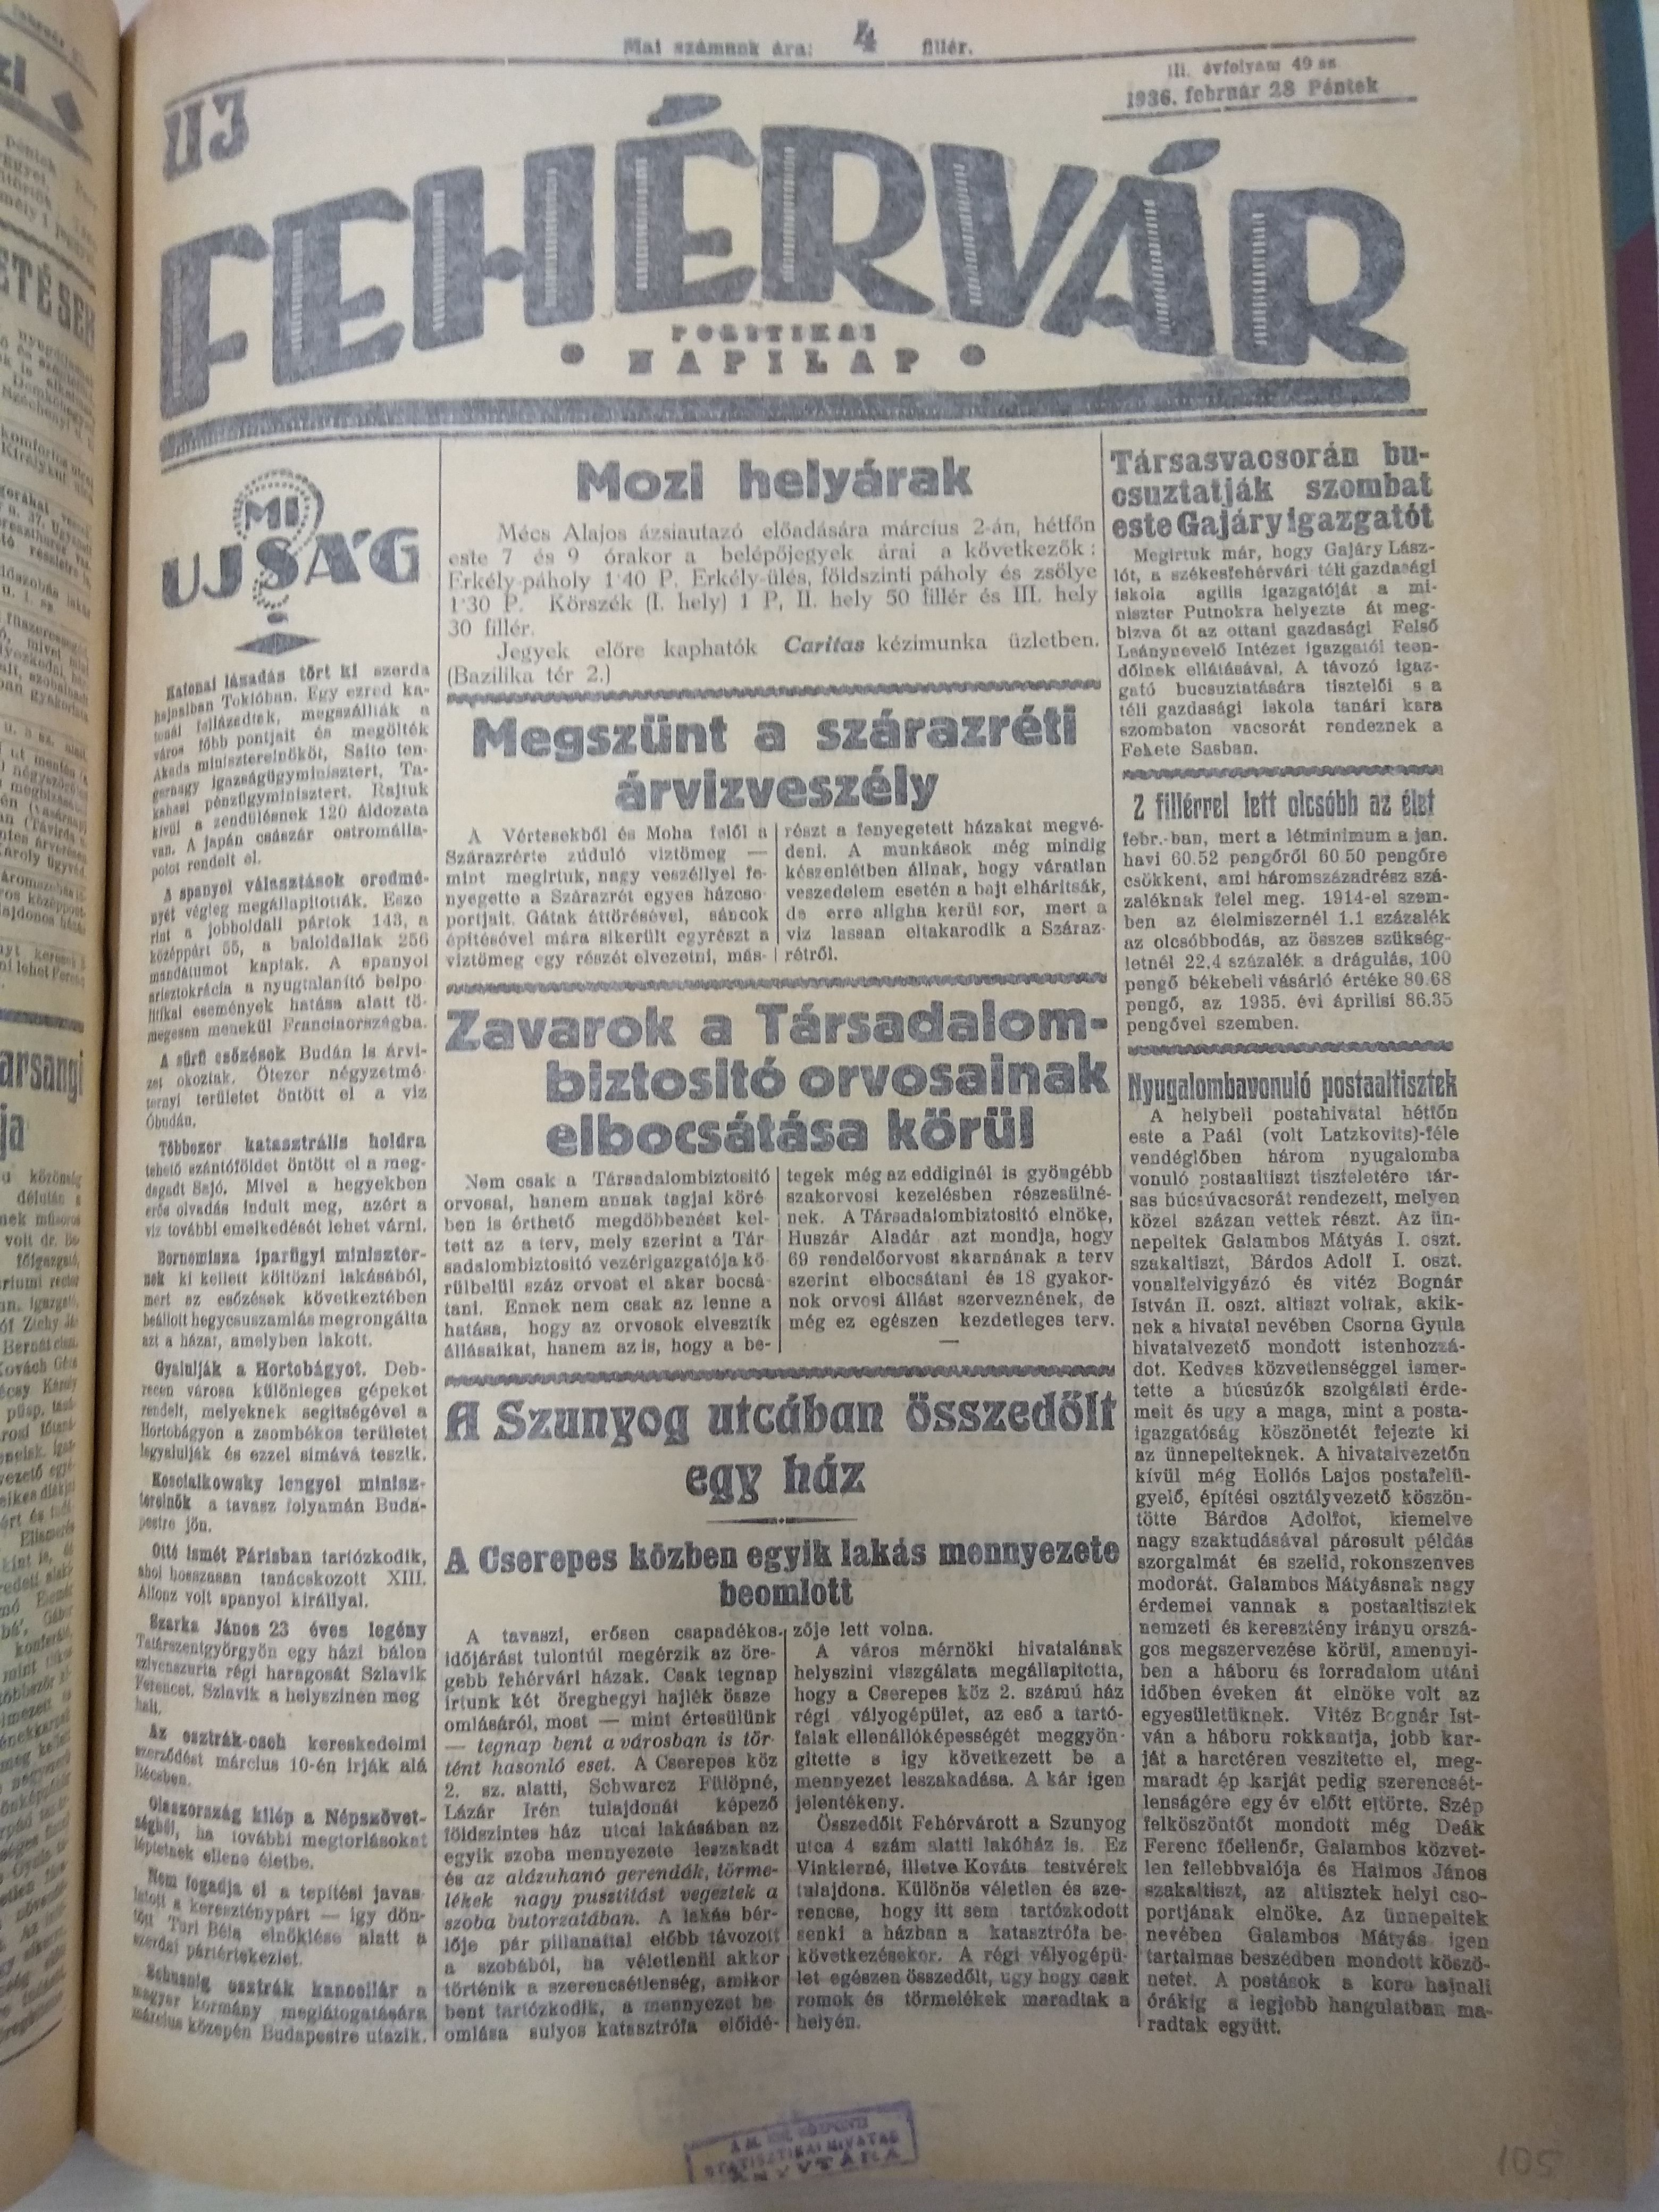 Mai számunk ára: 4 fillér.
III. évfolyam 49 sz.
1936. február 28 Péntek
UJ
FEHÉRVÁR
POLITIKAI
NAPILAP
MI
UJSÁG
Katonai lázadás tört ki szerda
hajnalban Tokióban. Egy ezred ka-
tonái fellázadtek, megszállták a
város főbb pontjait és megölték
Akada miniszterelnököt, Saito ten-
gernagy igazságügyminisztert, Ta-
kahasi pénzügyminisztert. Rajtuk
kívül a zendülésnek 120 áldozata
van. A japán császár ostromálla-
potot rendelt el.
A spanyol választások eredmé-
nyét végleg megállapították. Esze
rint a jobboldali pártok 143, a
középpárt 55, a baloldaliak 256
mandátumot kaptak. A spanyol
arisztokrácia a nyugtalanító belpo-
litikai események hatása alatt tö-
megesen menekül Franciaországba.
A sürü esőzések Budán is árvi-
zet okoztak. Ötezer négyzetmé-
ternyi területet öntött el a viz
Óbudán.
Többezer katasztrális holdra
tehető szántóföldet öntött el a meg-
dagadt Sajó. Mivel a hegyekben
erős olvadás indult meg, azért a
viz további emelkedését lehet várni.
Bornemisza iparügyi miniszter-
nek ki kellett költözni lakásából,
mert az esőzések következtében
beállott hegycsuszamlás megrongálta
azt a házat, amelyben lakott.
Gyalulják a Hortobágyot. Deb-
recen városa különleges gépeket
rendelt, melyeknek segitségével a
Hortobágyon a zsombékos területet
legyalulják és ezzel simává teszik.
Koscialkowsky lengyel minisz-
terelnök a tavasz folyamán Buda-
pestre jön.
Ottó ismét Párisban tartózkodik,
ahol hosszasan tanácskozott XIII.
Alfonz volt spanyol királlyal.
Szarka János 23 éves legény
Tatárszentgyörgyön egy házi bálon
szivenszurta régi haragosát Szlavik
Ferencet. Szlavik a helyszinen meg
halt.
Az osztrák-cseh kereskedelmi
szerződést március 10-én irják alá
Bécsben.
Olaszország kilép a Népszövet-
ségből, ha további megtorlásokat
léptetnek ellene életbe.
Nem fogadja el a tepítési javas
latott a kereszténypárt — igy dön-
tött Turi Béla elnöklése alatt a
szerdai pártértekezlet.
Schusnig osztrák kancellár a
magyar kormány meglátogatására
március közepén Budapestre utazik.
Mozi helyárak
Mécs Alajos ázsiautazó előadására március 2-án, hétfőn
este 7 és 9 órakor a belépőjegyek árai a következők:
Erkély-páholy 1·40 P. Erkély-ülés, földszinti páholy és zsölye
1·30 P. Körszék (I. hely) 1 P, II. hely 50 fillér és III. hely
30 fillér.
Jegyek előre kaphatók Caritas kézimunka üzletben.
(Bazilika tér 2.)
Megszünt a szárazréti
árvizveszély
A Vértesekből és Moha felől a
Szárazrérte zúduló viztömeg —
mint megirtuk, nagy veszéllyel fe-
nyegette a Szárazrét egyes házcso-
portjait. Gátak áttörésével, sáncok
építésével mára sikerült egyrészt a
viztömeg egy részét elvezetni, más-
részt a fenyegetett házakat megvé-
deni. A munkások még mindig
készenlétben állnak, hogy váratlan
veszedelem esetén a bajt elháritsák,
de erre aligha kerül sor, mert a
viz lassan eltakarodik a Száraz-
rétről.
Zavarok a Társadalom-
biztositó orvosainak
elbocsátása körül
Nem csak a Társadalombiztositó
orvosai, hanem annak tagjai köré
ben is érthető megdöbbenést kel-
tett az a terv, mely szerint a Tár-
sadalombiztositó vezérigazgatója kö-
rülbelül száz orvost el akar bocsá-
tani. Ennek nem csak az lenne a
hatása, hogy az orvosok elvesztik
állásaikat, hanem az is, hogy a be-
tegek még az eddiginél is gyöngébb
szakorvosi kezelésben részesülné-
nek. A Társadalombiztositó elnöke,
Huszár Aladár azt mondja, hogy
69 rendelőorvost akarnának a terv
szerint elbocsátani és 18 gyakor-
nok orvosi állást szerveznének, de
még ez egészen kezdetleges terv.
—
A Szunyog utcában összedőlt
egy ház
A Cserepes közben egyik lakás mennyezete
beomlott
A tavaszi, erősen csapadékos
időjárást tulontúl megérzik az öre-
gebb fehérvári házak. Csak tegnap
írtunk két öreghegyi hajlék össze
omlásáról, most — mint értesülünk
— tegnap bent a városban is tör-
tént hasonló eset. A Cserepes köz
2. sz. alatti, Schwarcz Fülöpné,
Lázár Irén tulajdonát képező
földszintes ház utcai lakásában az
egyik szoba mennyezete leszakadt
és az alázuhanó gerendák, törme-
lékek nagy pusztitást vegeztek a
szoba butorzatában. A lakás bér-
lője pár pillanattal előbb távozott
a szobából, ha véletlenül akkor
történik a szerencsétlenség, amikor
bent tartózkodik, a mennyezet be
omlása sulyos katasztrófa előidé-
zője lett volna.
A város mérnöki hivatalának
helyszini viszgálata megállapitotta,
hogy a Cserepes köz 2. számú ház
régi vályogépület, az eső a tartó-
falak ellenállóképességét meggyön-
gitette s igy következett be a
mennyezet leszakadása. A kár igen
jelentékeny.
Összedőlt Fehérvárott a Szunyog
utca 4 szám alatti lakóház is. Ez
Vinklerné, illetve Kováts testvérek
tulajdona. Különös véletlen és sze-
rencse, hogy itt sem tartózkodott
senki a házban a katasztrófa be-
következésekor. A régi vályogépü-
let egészen összedőlt, ugy hogy csak
romok és törmelékek maradtak a
helyén.
Társasvacsorán bu-
csuztatják szombat
este Gajáry igazgatót
Megirtuk már, hogy Gajáry Lász-
lót, a székesfehérvári téli gazdasági
iskola agilis igazgatóját a mi-
niszter Putnokra helyezte át meg-
bizva őt az ottani gazdasági Felső
Leánynevelő Intézet igazgatói teen-
dőinek ellátásával. A távozó igaz-
gató bucsuztatására tisztelői s a
téli gazdasági iskola tanári kara
szombaton vacsorát rendeznek a
Fekete Sasban.
2 fillérrel lett olcsóbb az élet
febr.-ban, mert a létminimum a jan.
havi 60.52 pengőről 60.50 pengőre
csökkent, ami háromszázadrész szá-
zaléknak felel meg. 1914-el szem-
ben az élelmiszernél 1.1 százalék
az olcsóbbodás, az összes szükség-
letnél 22,4 százalék a drágulás, 100
pengő békebeli vásárló értéke 80.68
pengő, az 1935. évi áprilisi 86.35
pengővel szemben.
Nyugalombavonuló postaaltisztek
A helybeli postahivatal hétfőn
este a Paál (volt Latzkovits)-féle
vendéglőben három nyugalomba
vonuló postaaltiszt tiszteletére tár-
sas búcsúvacsorát rendezett, melyen
közel százan vettek részt. Az ün-
nepeltek Galambos Mátyás I. oszt.
szakaltiszt, Bárdos Adolf I. oszt.
vonalfelvigyázó és vitéz Bognár
István II. oszt. altiszt voltak, akik-
nek a hivatal nevében Csorna Gyula
hivatalvezető mondott istenhozzá-
dot. Kedves közvetlenséggel ismer-
tette a búcsúzók szolgálati érde-
meit és ugy a maga, mint a posta-
igazgatóság köszönetét fejezte ki
az ünnepelteknek. A hivatalvezetőn
kívül még Hollós Lajos postafelü-
gyelő, építési osztályvezető köszön-
tötte Bárdos Adolfot, kiemelve
nagy szaktudásával párosult példás
szorgalmát és szelid, rokonszenves
modorát. Galambos Mátyásnak nagy
érdemei vannak a postaaltisztek
nemzeti és keresztény irányu orszá-
gos megszervezése körül, amennyi-
ben a háboru és forradalom utáni
időben éveken át elnöke volt az
egyesületüknek. Vitéz Bognár Ist-
ván a háboru rokkantja, jobb kar-
ját a harctéren veszitette el, meg-
maradt ép karját pedig szerencsét-
lenségére egy év előtt eltörte. Szép
felköszöntőt mondott még Deák
Ferenc főellenőr, Galambos közvet-
len fellebbvalója és Halmos János
szakaltiszt, az altisztek helyi cso-
portjának elnöke. Az ünnepeltek
nevében Galambos Mátyás igen
tartalmas beszédben mondott köszö-
netet. A postások a kora hajnali
órákig a legjobb hangulatban ma-
radtak együtt.
A M. KIR. KÖZPONTI
STATISZTIKAI HIVATAL
KÖNYVTÁRA
105